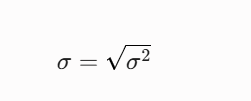 σ = √σ²